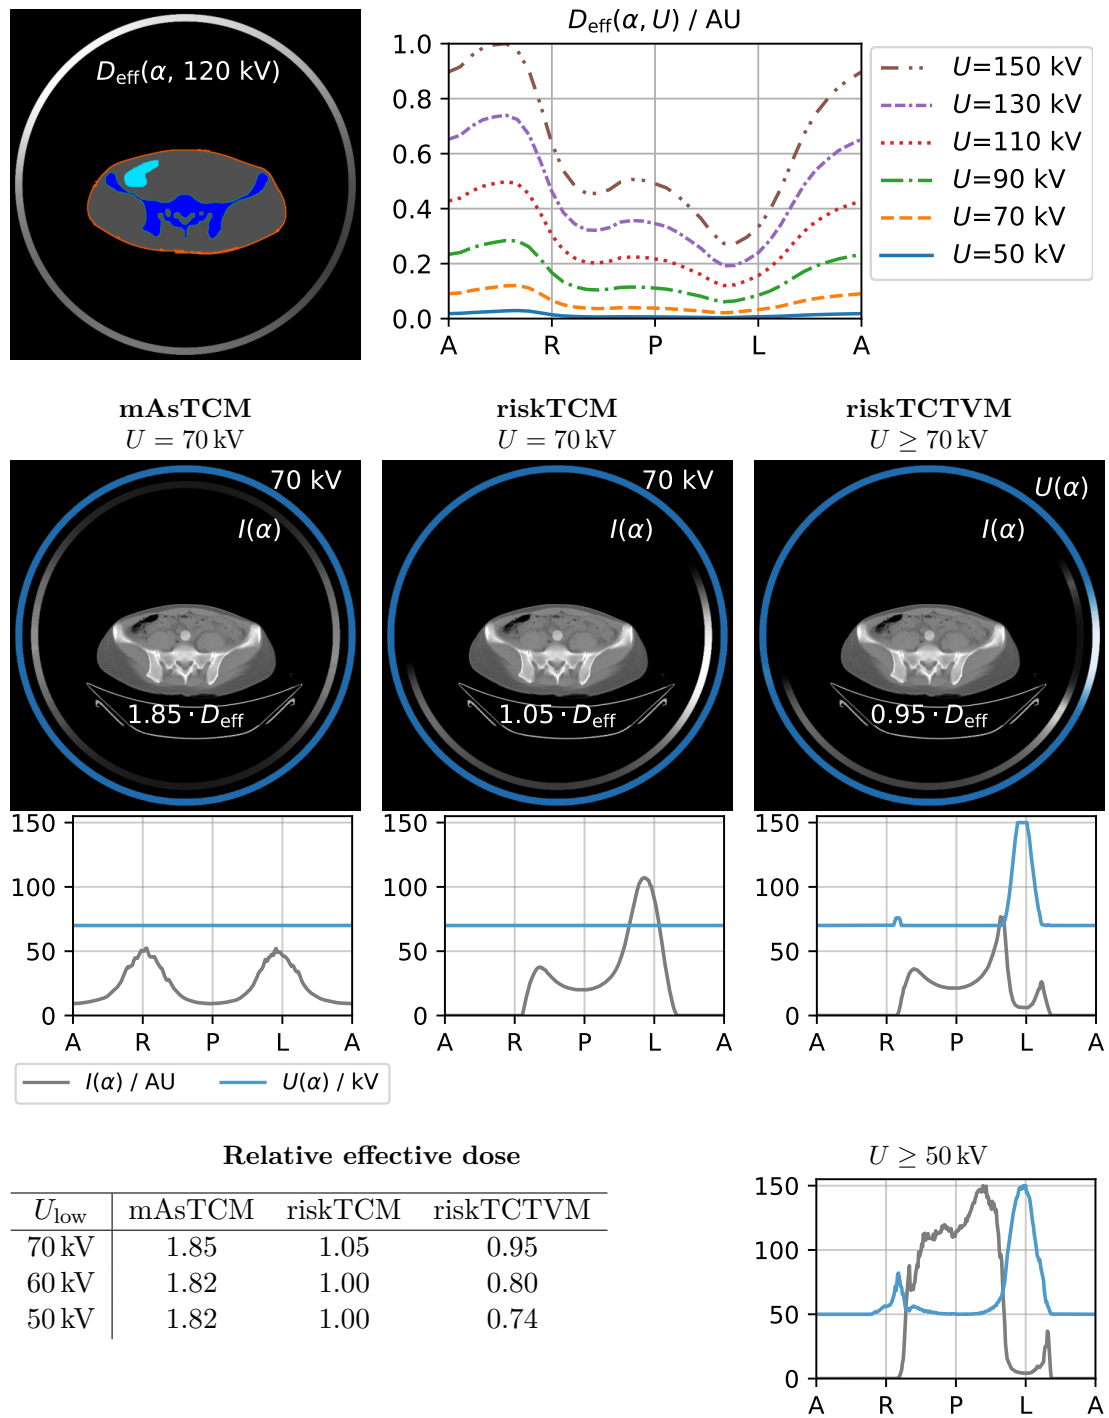 D_eff(α, 120 kV)
D_eff(α, U) / AU
1.0
0.8
0.6
0.4
0.2
0.0
A R P L A
U=150 kV
U=130 kV
U=110 kV
U=90 kV
U=70 kV
U=50 kV
mAsTCM
U = 70 kV
70 kV
I(α)
1.85 · D_eff
riskTCM
U = 70 kV
70 kV
I(α)
1.05 · D_eff
riskTCTVM
U ≥ 70 kV
U(α)
I(α)
0.95 · D_eff
150
100
50
0
A R P L A
150
100
50
0
A R P L A
150
100
50
0
A R P L A
I(α) / AU
U(α) / kV
Relative effective dose
U_low mAsTCM riskTCM riskTCTVM
70 kV 1.85 1.05 0.95
60 kV 1.82 1.00 0.80
50 kV 1.82 1.00 0.74
U ≥ 50 kV
150
100
50
0
A R P L A